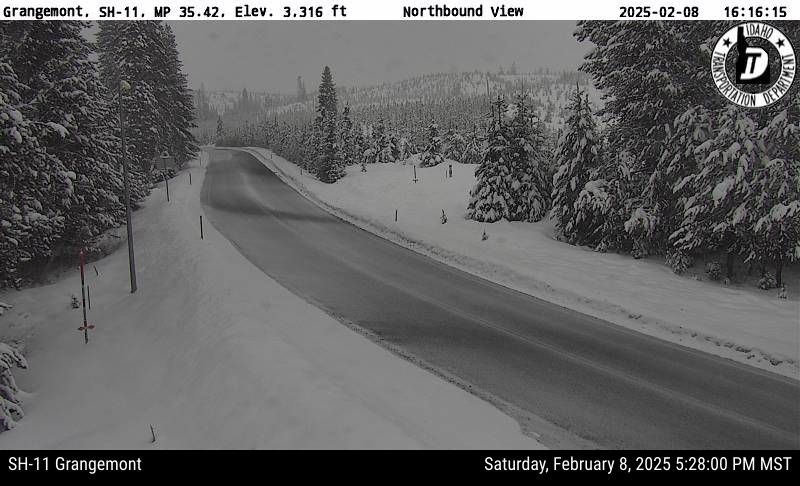 Grangemont, SH-11, MP 35.42, Elev. 3,316 ft Northbound View 2025-02-08 16:16:15
IDAHO
TRANSPORTATION DEPARTMENT
SH-11 Grangemont Saturday, February 8, 2025 5:28:00 PM MST